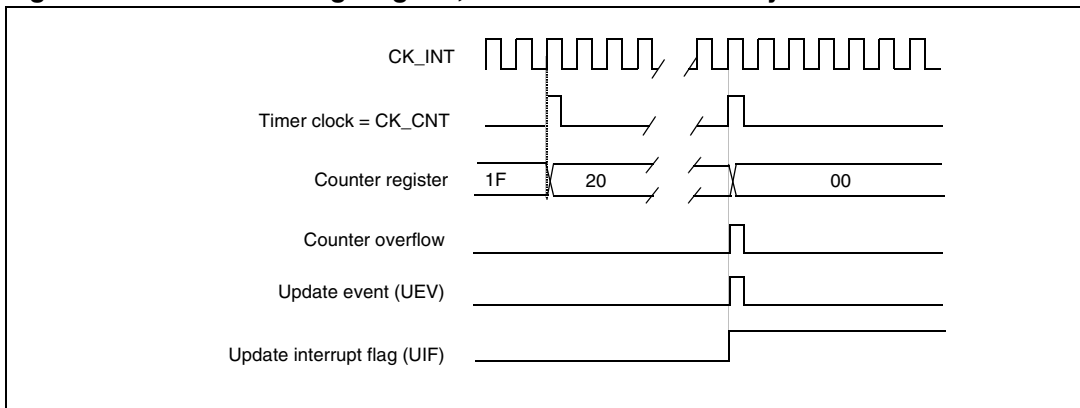 CK_INT
Timer clock = CK_CNT
Counter register
1F
20
00
Counter overflow
Update event (UEV)
Update interrupt flag (UIF)